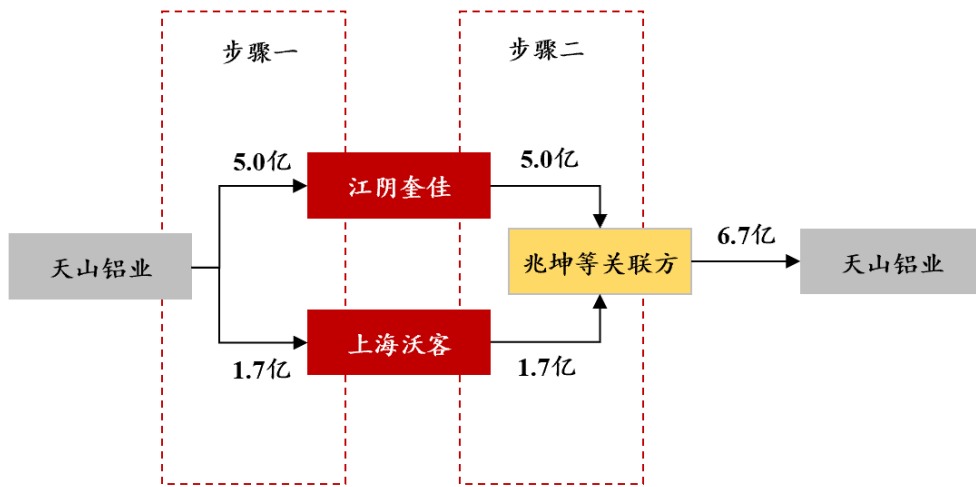 步骤一
步骤二
5.0亿
江阴奎佳
5.0亿
天山铝业
兆坤等关联方
6.7亿
天山铝业
1.7亿
上海沃客
1.7亿